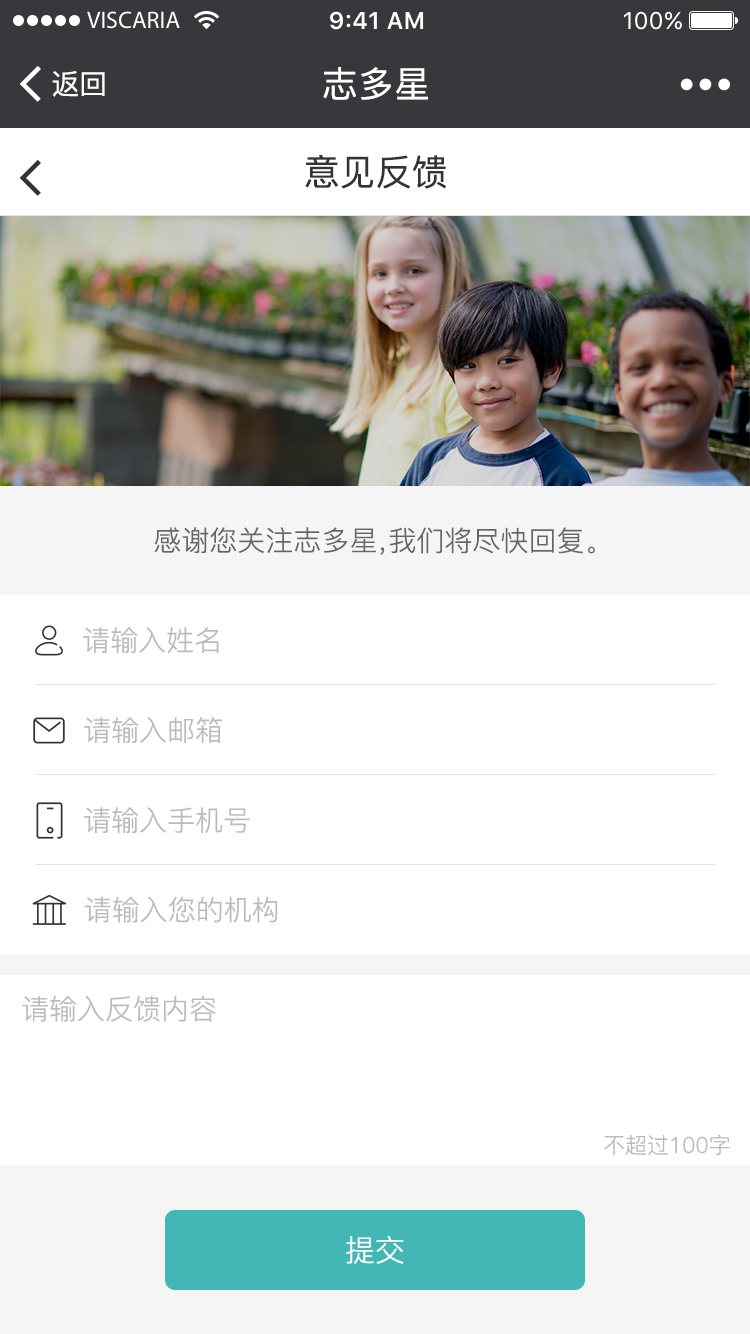 VISCARIA 9:41 AM 100%
返回 志多星
意见反馈
感谢您关注志多星,我们将尽快回复。
请输入姓名
请输入邮箱
请输入手机号
请输入您的机构
请输入反馈内容
不超过100字
提交